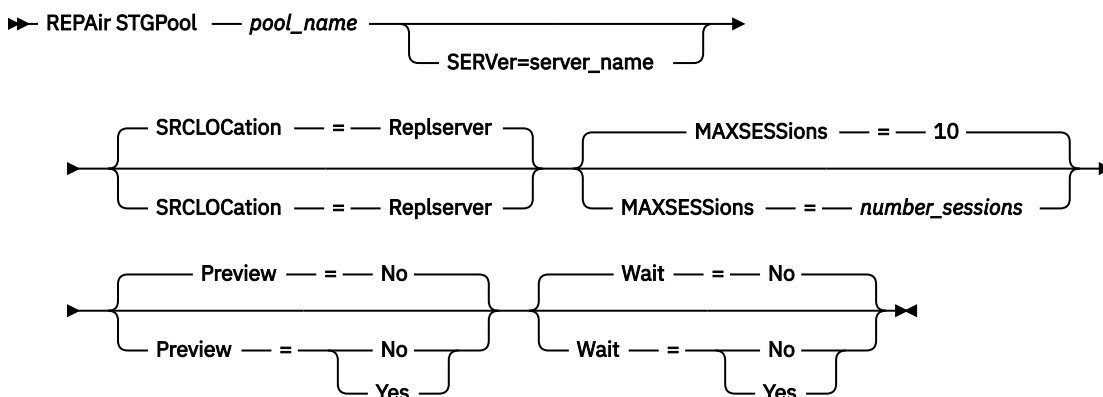 REPAir STGPool — pool_name
SERVer=server_name
SRCLOCation — = — Replserver
MAXSESSions — = — 10
SRCLOCation — = — Replserver
MAXSESSions — = — number_sessions
Preview — = — No
Wait — = — No
Preview — = — No
Wait — = — No
Yes
Yes